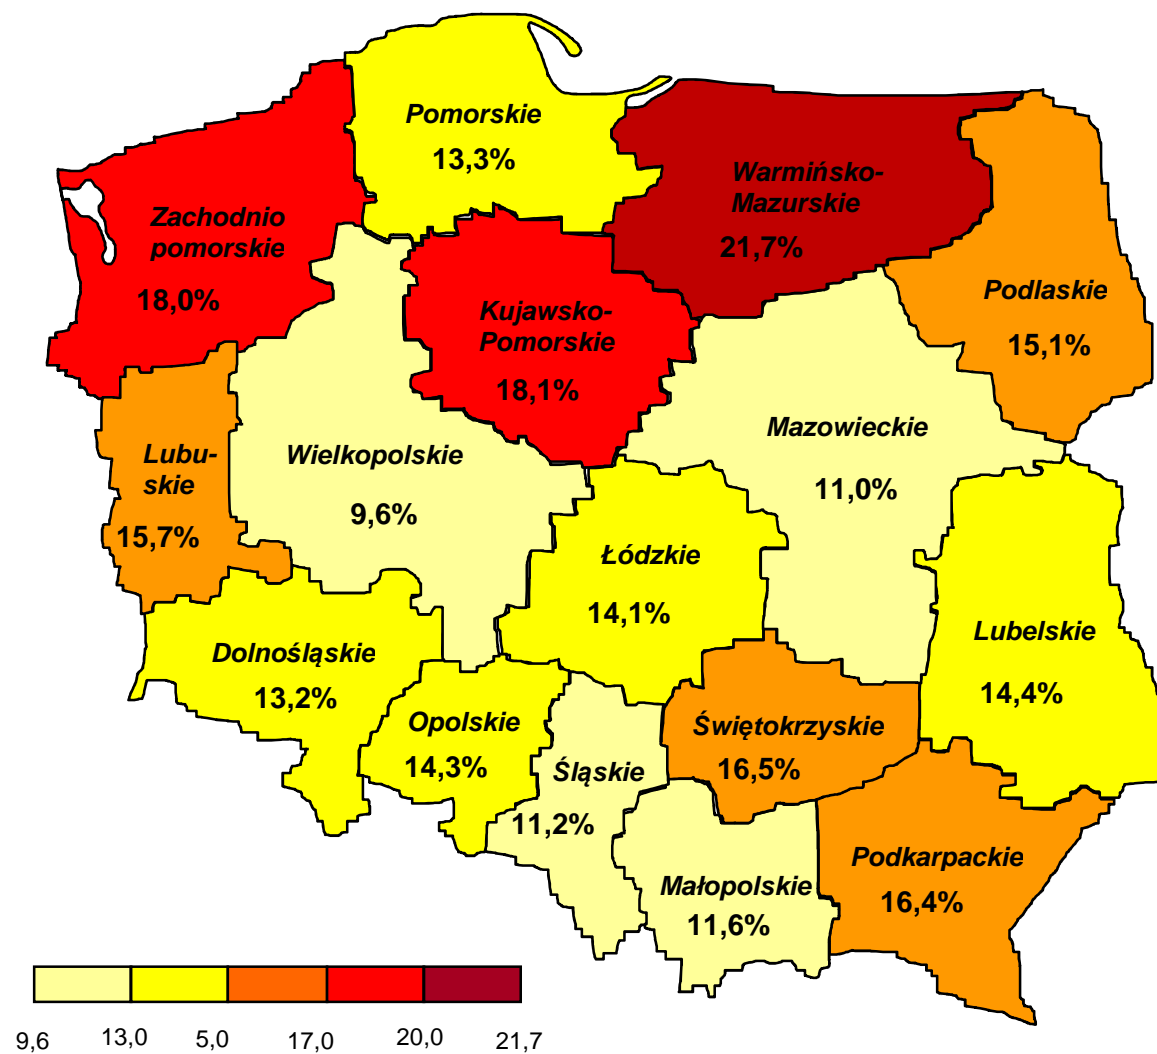 Pomorskie
13,3%
Warmińsko-
Mazurskie
21,7%
Zachodnio
pomorskie
18,0%
Podlaskie
15,1%
Kujawsko-
Pomorskie
18,1%
Mazowieckie
11,0%
Lubu-
skie
15,7%
Wielkopolskie
9,6%
Łódzkie
14,1%
Lubelskie
14,4%
Dolnośląskie
13,2%
Opolskie
14,3%
Świętokrzyskie
16,5%
Śląskie
11,2%
Podkarpackie
16,4%
Małopolskie
11,6%
9,6 13,0 5,0 17,0 20,0 21,7